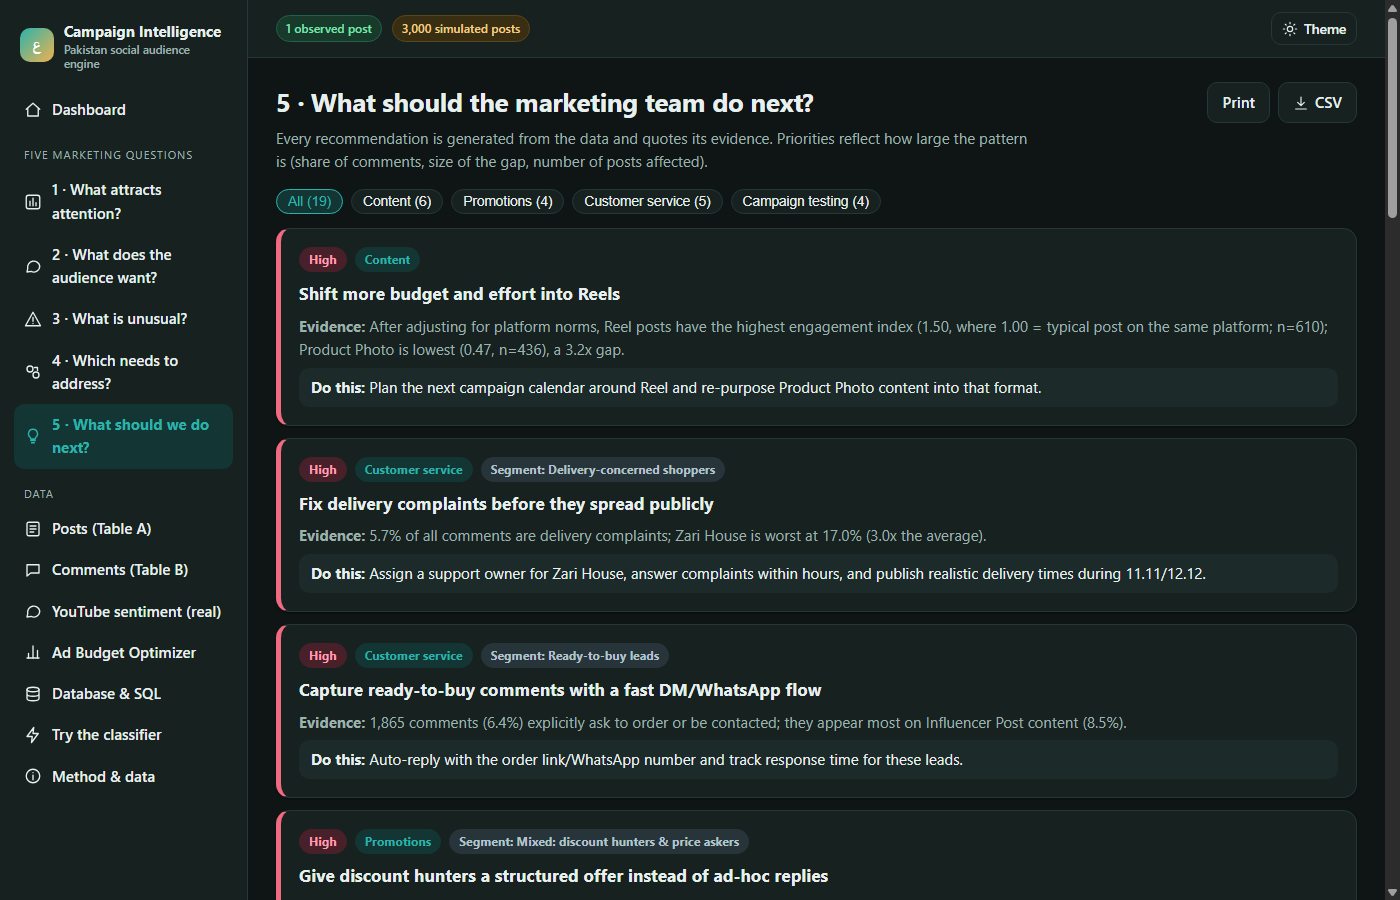 ع
Campaign Intelligence
Pakistan social audience
engine
Dashboard
FIVE MARKETING QUESTIONS
1 · What attracts
attention?
2 · What does the
audience want?
3 · What is unusual?
4 · Which needs to
address?
5 · What should we do
next?
DATA
Posts (Table A)
Comments (Table B)
YouTube sentiment (real)
Ad Budget Optimizer
Database & SQL
Try the classifier
Method & data
1 observed post
3,000 simulated posts
Theme
5 · What should the marketing team do next?
Print
CSV
Every recommendation is generated from the data and quotes its evidence. Priorities reflect how large the pattern
is (share of comments, size of the gap, number of posts affected).
All (19)
Content (6)
Promotions (4)
Customer service (5)
Campaign testing (4)
High
Content
Shift more budget and effort into Reels
Evidence: After adjusting for platform norms, Reel posts have the highest engagement index (1.50, where 1.00 = typical post on the same platform; n=610);
Product Photo is lowest (0.47, n=436), a 3.2x gap.
Do this: Plan the next campaign calendar around Reel and re-purpose Product Photo content into that format.
High
Customer service
Segment: Delivery-concerned shoppers
Fix delivery complaints before they spread publicly
Evidence: 5.7% of all comments are delivery complaints; Zari House is worst at 17.0% (3.0x the average).
Do this: Assign a support owner for Zari House, answer complaints within hours, and publish realistic delivery times during 11.11/12.12.
High
Customer service
Segment: Ready-to-buy leads
Capture ready-to-buy comments with a fast DM/WhatsApp flow
Evidence: 1,865 comments (6.4%) explicitly ask to order or be contacted; they appear most on Influencer Post content (8.5%).
Do this: Auto-reply with the order link/WhatsApp number and track response time for these leads.
High
Promotions
Segment: Mixed: discount hunters & price askers
Give discount hunters a structured offer instead of ad-hoc replies